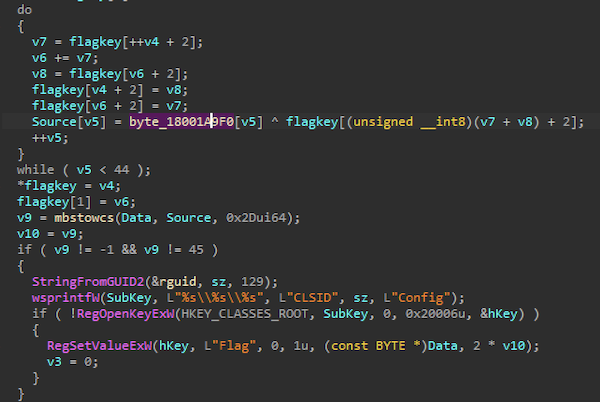 do
{
v7 = flagkey[++v4 + 2];
v6 += v7;
v8 = flagkey[v6 + 2];
flagkey[v4 + 2] = v8;
flagkey[v6 + 2] = v7;
Source[v5] = byte_18001A9F0[v5] ^ flagkey[(unsigned __int8)(v7 + v8) + 2];
++v5;
}
while ( v5 < 44 );
*flagkey = v4;
flagkey[1] = v6;
v9 = mbstowcs(Data, Source, 0x2Dui64);
v10 = v9;
if ( v9 != -1 && v9 != 45 )
{
StringFromGUID2(&rguid, sz, 129);
wsprintfW(SubKey, L"%s\\%s\\%s", L"CLSID", sz, L"Config");
if ( !RegOpenKeyExW(HKEY_CLASSES_ROOT, SubKey, 0, 0x20006u, &hKey) )
{
RegSetValueExW(hKey, L"Flag", 0, 1u, (const BYTE *)Data, 2 * v10);
v3 = 0;
}
}